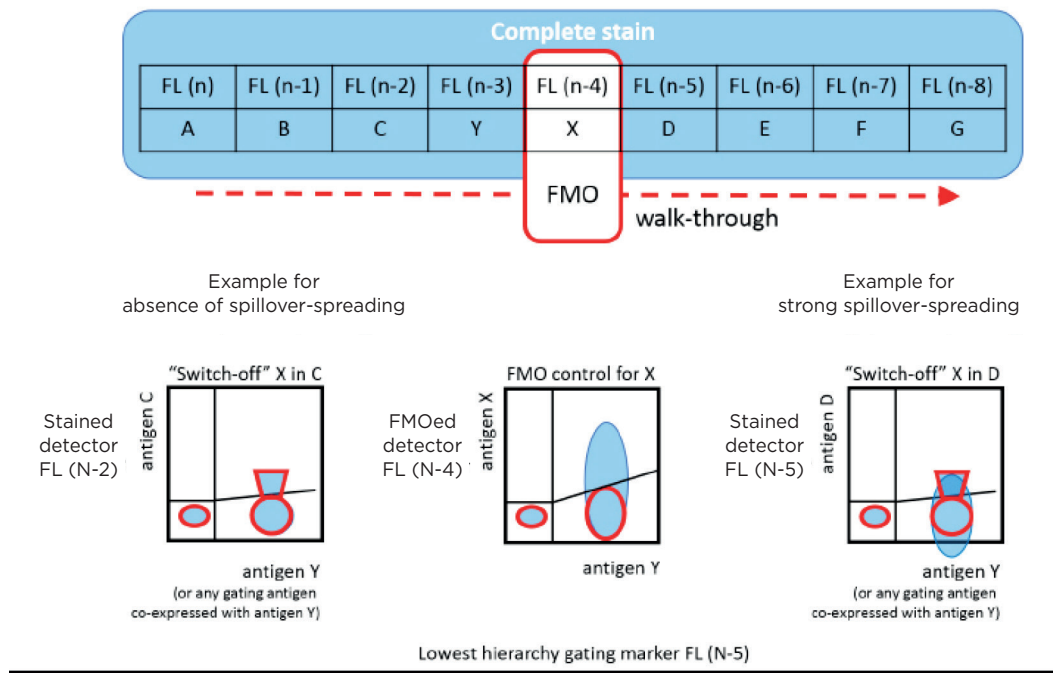 Complete stain
FL (n) FL (n-1) FL (n-2) FL (n-3) FL (n-4) FL (n-5) FL (n-6) FL (n-7) FL (n-8)
A B C Y X D E F G
FMO
walk-through
Example for
absence of spillover-spreading
Example for
strong spillover-spreading
"Switch-off" X in C
Stained
detector
FL (N-2)
antigen C
antigen Y
(or any gating antigen
co-expressed with antigen Y)
FMO control for X
FMOed
detector
FL (N-4)
antigen X
antigen Y
"Switch-off" X in D
Stained
detector
FL (N-5)
antigen D
antigen Y
(or any gating antigen
co-expressed with antigen Y)
Lowest hierarchy gating marker FL (N-5)